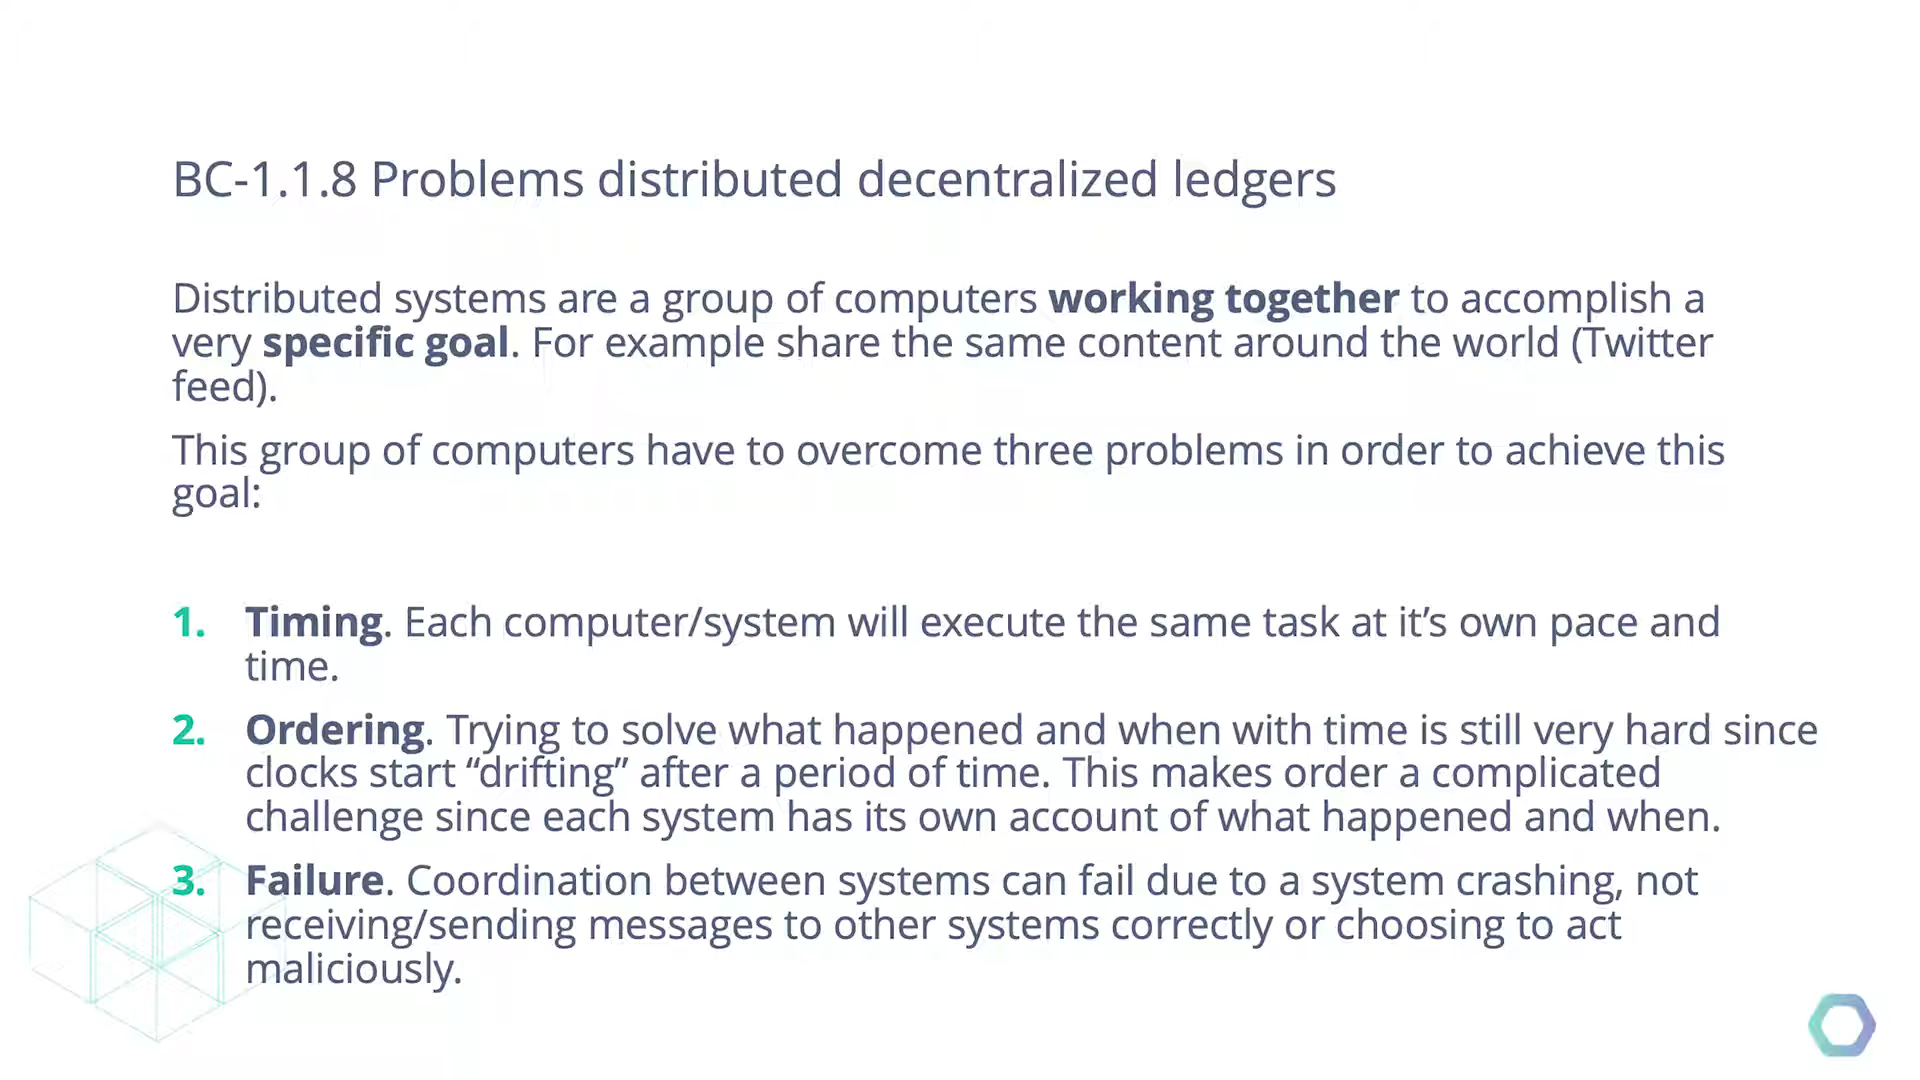 BC-1.1.8 Problems distributed decentralized ledgers
Distributed systems are a group of computers working together to accomplish a
very specific goal. For example share the same content around the world (Twitter
feed).
This group of computers have to overcome three problems in order to achieve this
goal:
1. Timing. Each computer/system will execute the same task at it’s own pace and
time.
2. Ordering. Trying to solve what happened and when with time is still very hard since
clocks start “drifting” after a period of time. This makes order a complicated
challenge since each system has its own account of what happened and when.
3. Failure. Coordination between systems can fail due to a system crashing, not
receiving/sending messages to other systems correctly or choosing to act
maliciously.